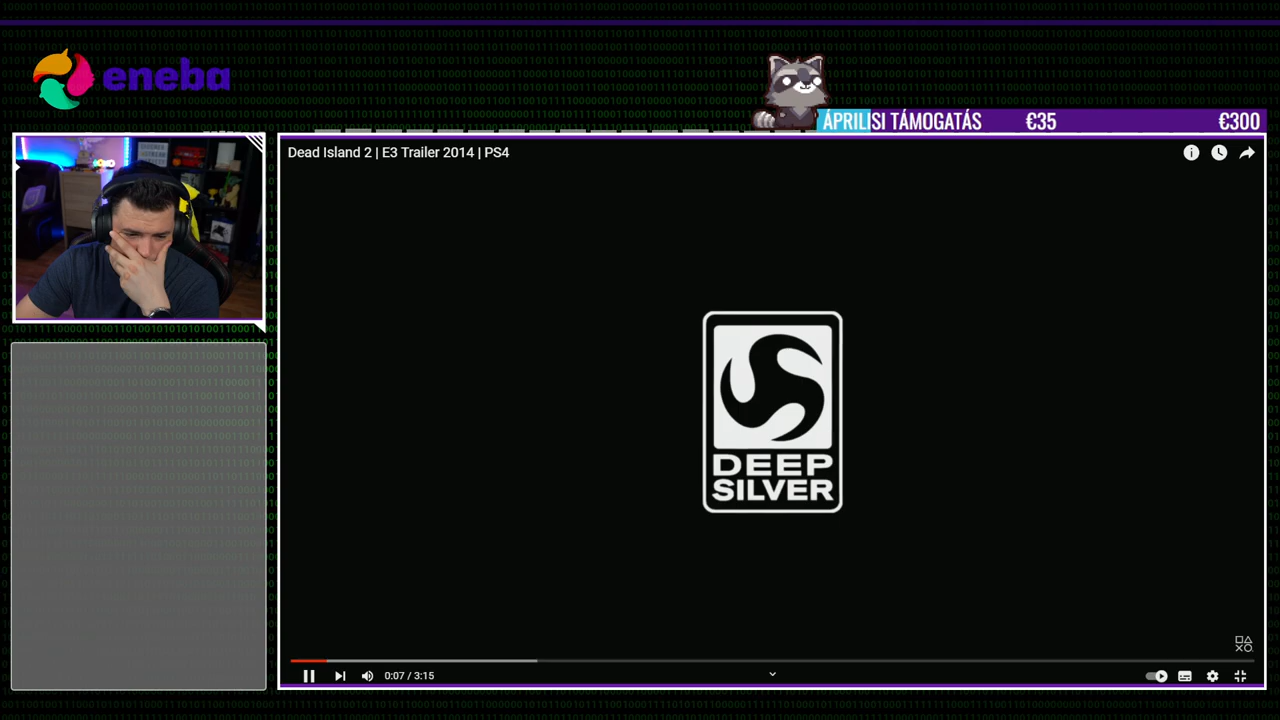 eneba
ÁPRILISI TÁMOGATÁS €35 €300
Dead Island 2 | E3 Trailer 2014 | PS4
DEEP
SILVER
0:07 / 3:15